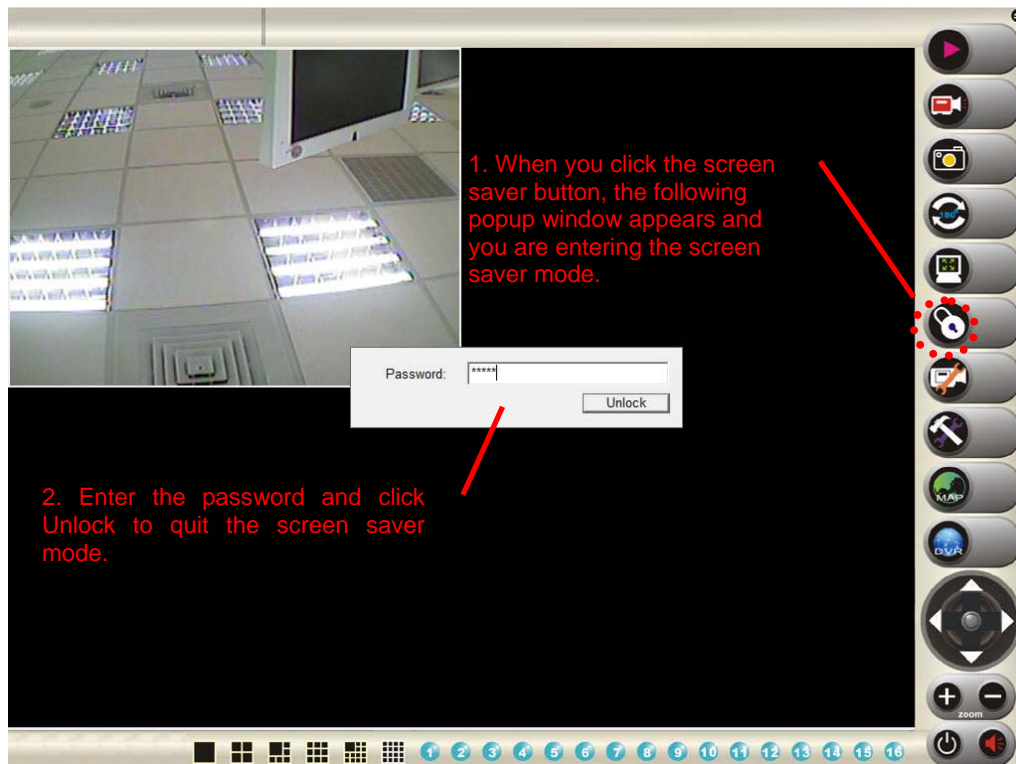 1. When you click the screen
saver button, the following
popup window appears and
you are entering the screen
saver mode.
180°
Password: *****
Unlock
2. Enter the password and click
Unlock to quit the screen saver
mode.
MAP
DVR
zoom
1 2 3 4 5 6 7 8 9 10 11 12 13 14 15 16